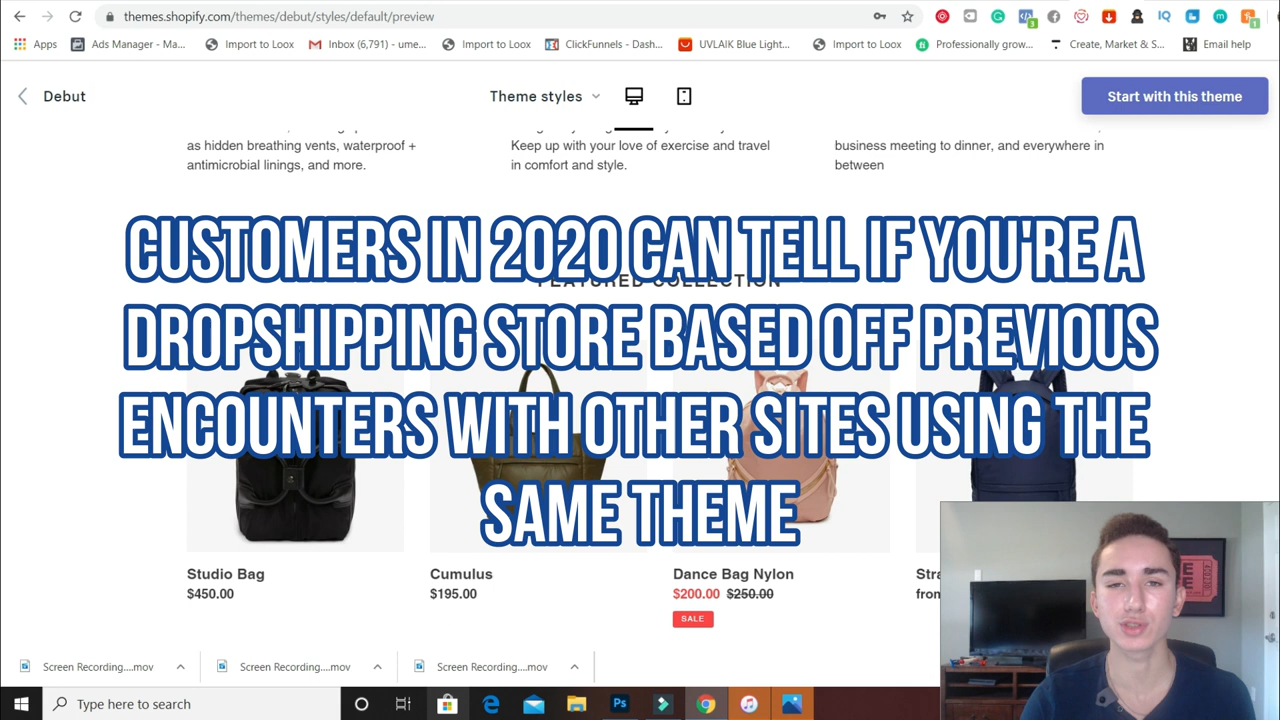 themes.shopify.com/themes/debut/styles/default/preview
Apps
Ads Manager - Ma...
Import to Loox
Inbox (6,791) - ume...
Import to Loox
ClickFunnels - Dash...
UVLAIK Blue Light...
Import to Loox
Professionally grow...
Create, Market & S...
Email help
Debut
Theme styles
Start with this theme
as hidden breathing vents, waterproof +
antimicrobial linings, and more.
Keep up with your love of exercise and travel
in comfort and style.
business meeting to dinner, and everywhere in
between
FEATURED COLLECTION
CUSTOMERS IN 2020 CAN TELL IF YOU'RE A
DROPSHIPPING STORE BASED OFF PREVIOUS
ENCOUNTERS WITH OTHER SITES USING THE
SAME THEME
Studio Bag
$450.00
Cumulus
$195.00
Dance Bag Nylon
$200.00 $250.00
SALE
from
Screen Recording....mov
Screen Recording....mov
Screen Recording....mov
Type here to search